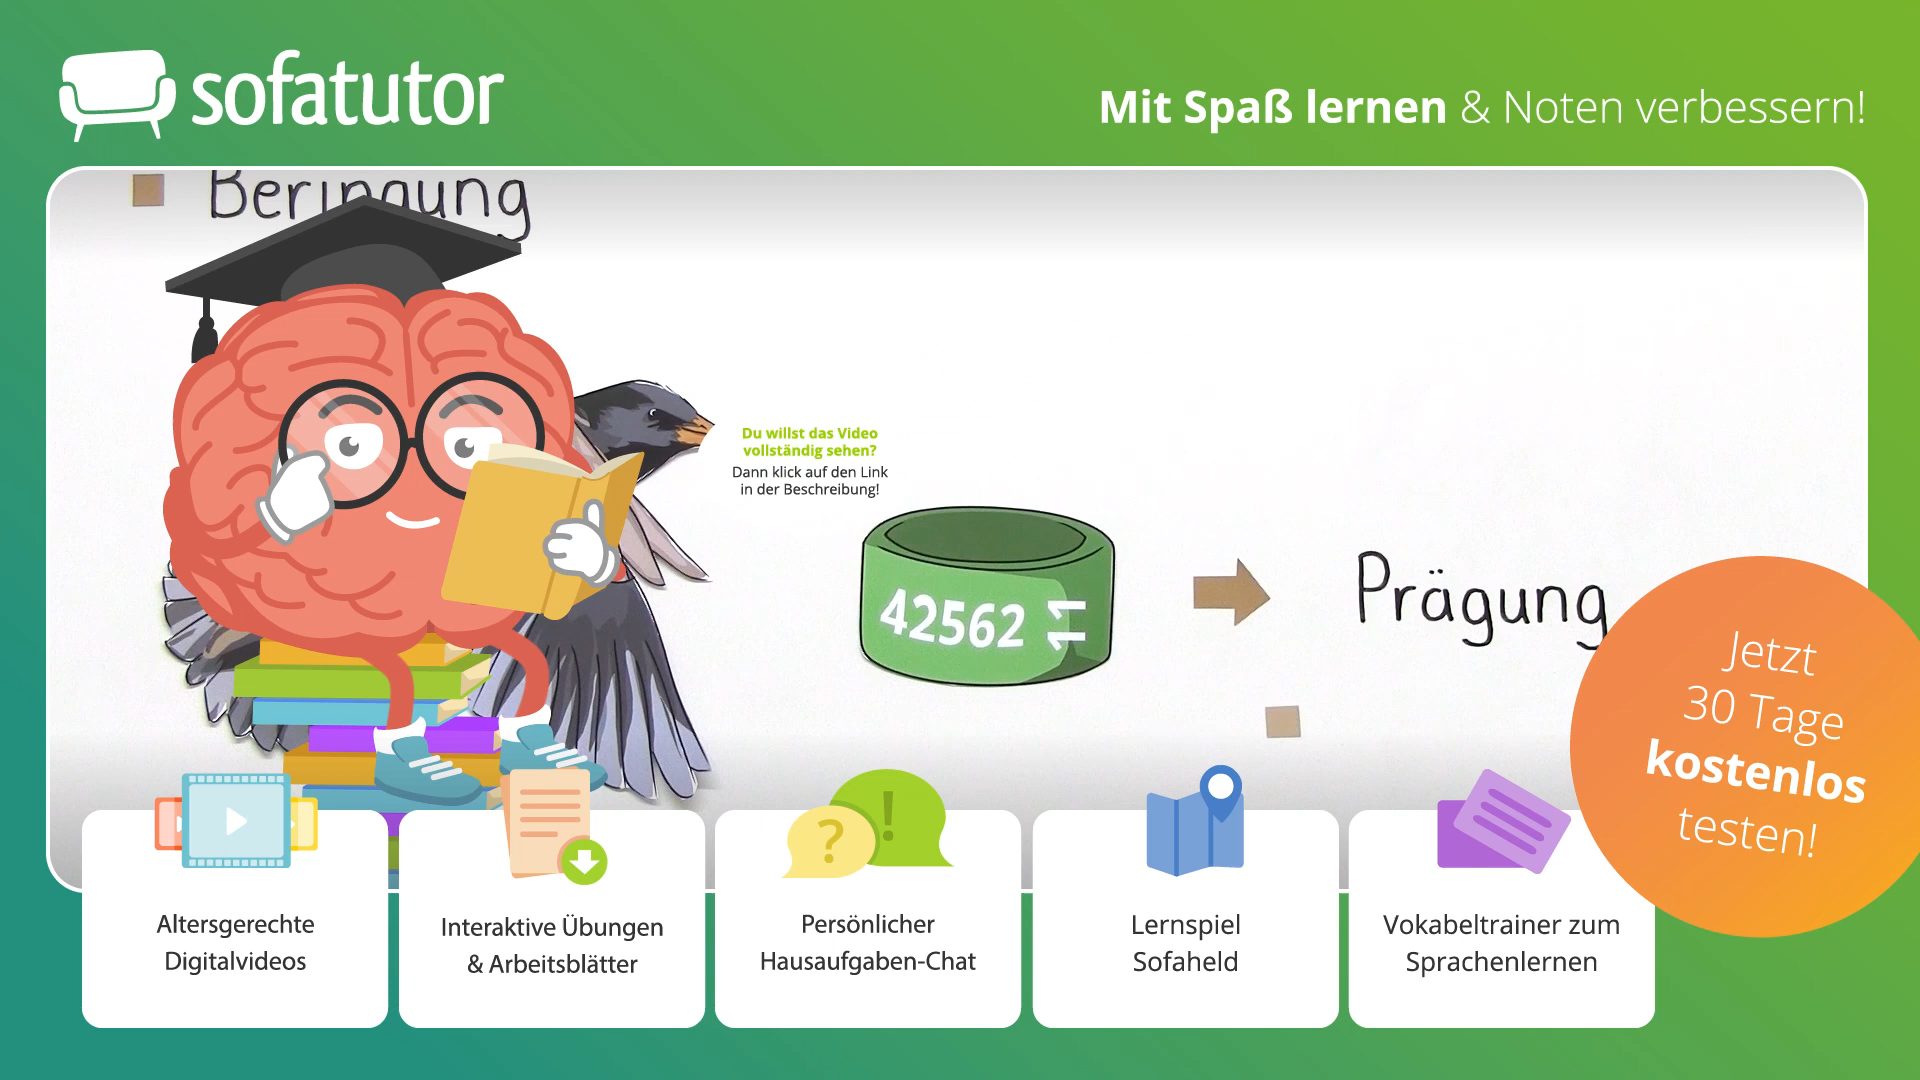 sofatutor
Mit Spaß lernen & Noten verbessern!
Beringung
Du willst das Video
vollständig sehen?
Dann klick auf den Link
in der Beschreibung!
42562 11
Prägung
Jetzt
30 Tage
kostenlos
testen!
?
!
Altersgerechte
Digitalvideos
Interaktive Übungen
& Arbeitsblätter
Persönlicher
Hausaufgaben-Chat
Lernspiel
Sofaheld
Vokabeltrainer zum
Sprachenlernen